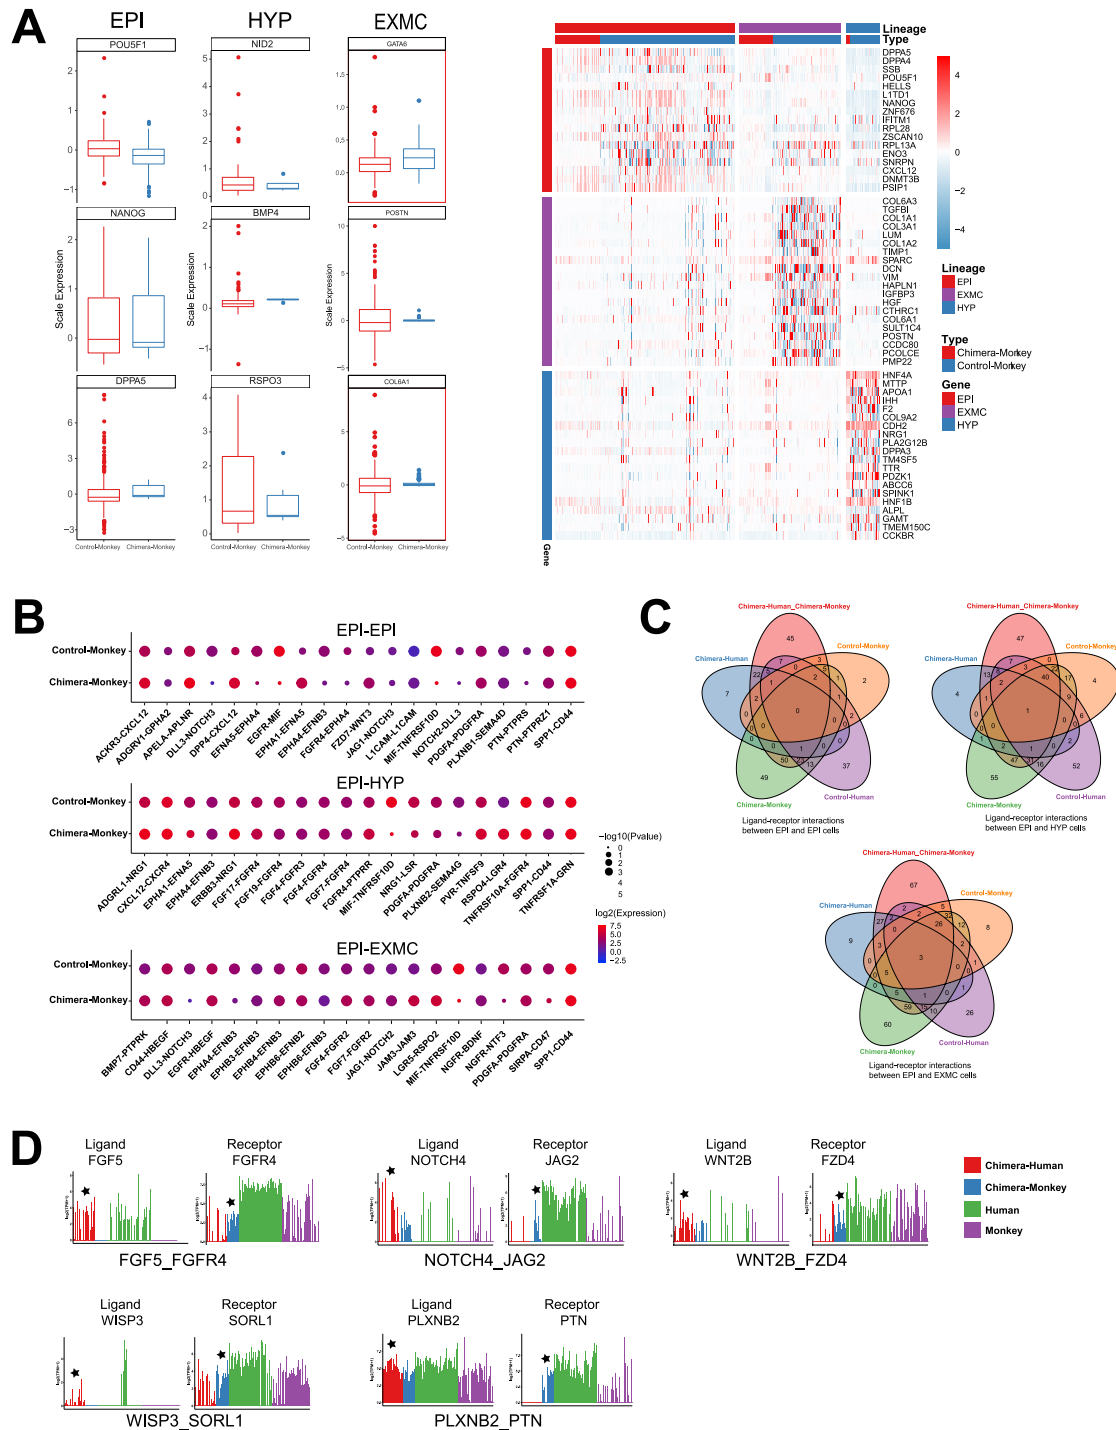 A
EPI
HYP
EXMC
POU5F1
NID2
GATA6
NANOG
BMP4
POSTN
DPPA5
RSPO3
COL6A1
Scale Expression
Scale Expression
Scale Expression
Control-Monkey
Chimera-Monkey
Control-Monkey
Chimera-Monkey
Control-Monkey
Chimera-Monkey
Lineage
Type
DPPA5
DPPA4
SSB
POU5F1
HELLS
L1TD1
NANOG
ZNF676
IFITM1
RPL28
ZSCAN10
RPL13A
ENO3
SNRPN
CXCL12
DNMT3B
PSIP1
COL6A3
TGFBI
COL1A1
COL3A1
LUM
COL1A2
TIMP1
SPARC
DCN
VIM
HAPLN1
IGFBP3
HGF
CTHRC1
COL6A1
SULT1C4
POSTN
CCDC80
PCOLCE
PMP22
HNF4A
MTTP
APOA1
IHH
F2
COL9A2
CDH2
NRG1
PLA2G12B
DPPA3
TM4SF5
TTR
PDZK1
ABCC6
SPINK1
HNF1B
ALPL
GAMT
TMEM150C
CCKBR
Gene
4
2
0
−2
−4
Lineage
EPI
EXMC
HYP
Type
Chimera-Monkey
Control-Monkey
Gene
EPI
EXMC
HYP
B
EPI-EPI
Control-Monkey
Chimera-Monkey
ACKR3-CXCL12
ADGRV1-GPHA2
APELA-APLNR
DLL3-NOTCH3
DPP4-CXCL12
EFNA5-EPHA4
EGFR-MIF
EPHA1-EFNA5
EPHA4-EFNB3
FGFR4-EPHA4
FZD7-WNT3
JAG1-NOTCH3
L1CAM-L1CAM
MIF-TNFRSF10D
NOTCH2-DLL3
PDGFA-PDGFRA
PLXNB1-SEMA4D
PTN-PTPRS
PTN-PTPRZ1
SPP1-CD44
EPI-HYP
Control-Monkey
Chimera-Monkey
ADGRL1-NRG1
CXCL12-CXCR4
EPHA1-EFNA5
EPHA4-EFNB3
ERBB3-NRG1
FGF17-FGFR4
FGF19-FGFR4
FGF4-FGFR3
FGF4-FGFR4
FGF7-FGFR4
FGFR4-PTPRR
MIF-TNFRSF10D
NRG1-LSR
PDGFA-PDGFRA
PLXNB2-SEMA4G
PVR-TNFSF9
RSPO4-LGR4
TNFRSF10A-FGFR4
SPP1-CD44
TNFRSF1A-GRN
EPI-EXMC
Control-Monkey
Chimera-Monkey
BMP7-PTPRK
CD44-HBEGF
DLL3-NOTCH3
EGFR-HBEGF
EPHA4-EFNB3
EPHB3-EFNB3
EPHB4-EFNB3
EPHB6-EFNB2
EPHB6-EFNB3
FGF4-FGFR2
FGF7-FGFR2
JAG1-NOTCH2
JAM3-JAM3
LGR5-RSPO2
MIF-TNFRSF10D
NGFR-BDNF
NGFR-NTF3
PDGFA-PDGFRA
SIRPA-CD47
SPP1-CD44
−log10(Pvalue)
0
1
2
3
4
5
log2(Expression)
7.5
5.0
2.5
0.0
−2.5
C
Chimera-Human_Chimera-Monkey
Control-Monkey
Chimera-Human
Chimera-Monkey
Control-Human
Ligand-receptor interactions
between EPI and EPI cells
Chimera-Human_Chimera-Monkey
Control-Monkey
Chimera-Human
Chimera-Monkey
Control-Human
Ligand-receptor interactions
between EPI and HYP cells
Chimera-Human_Chimera-Monkey
Control-Monkey
Chimera-Human
Chimera-Monkey
Control-Human
Ligand-receptor interactions
between EPI and EXMC cells
D
Ligand
FGF5
Receptor
FGFR4
FGF5_FGFR4
Ligand
NOTCH4
Receptor
JAG2
NOTCH4_JAG2
Ligand
WNT2B
Receptor
FZD4
WNT2B_FZD4
Chimera-Human
Chimera-Monkey
Human
Monkey
Ligand
WISP3
Receptor
SORL1
WISP3_SORL1
Ligand
PLXNB2
Receptor
PTN
PLXNB2_PTN